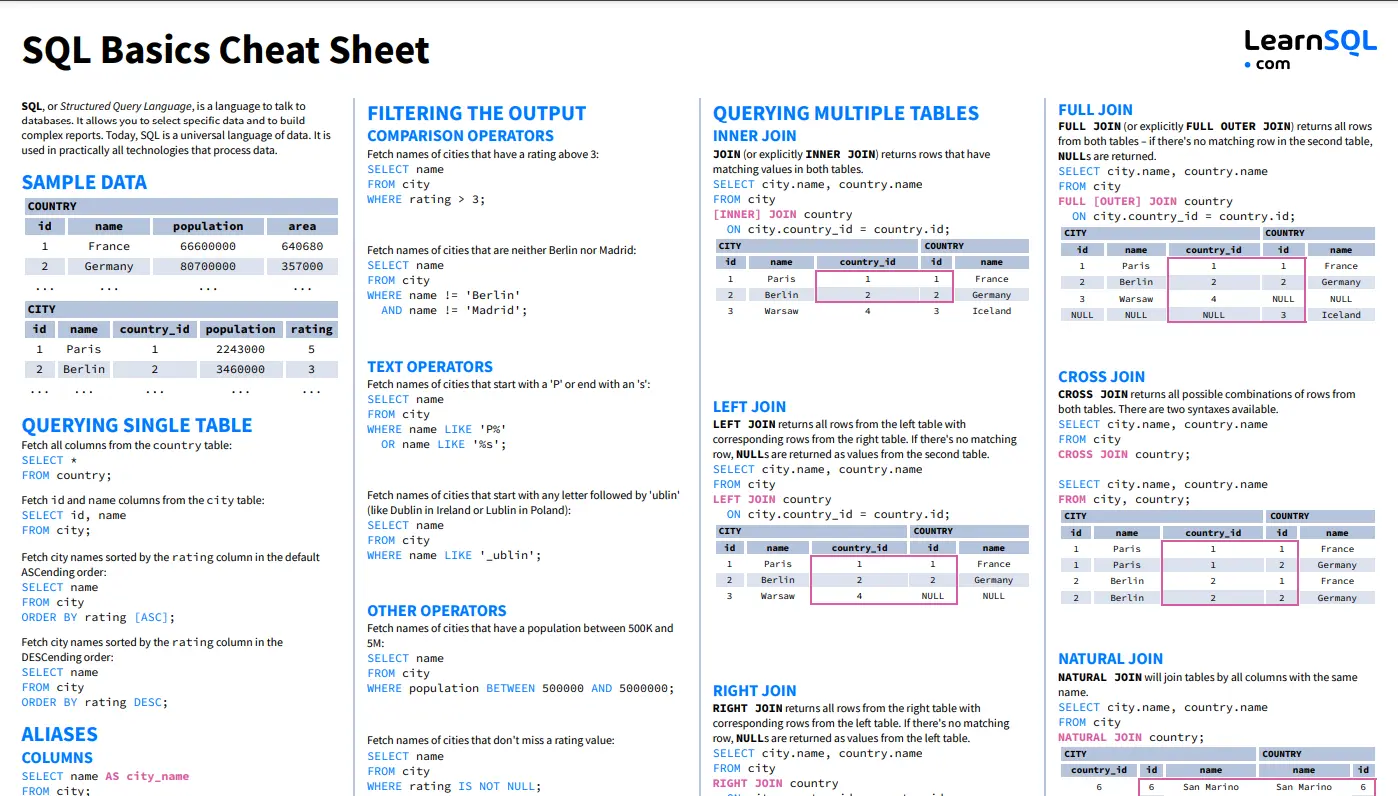 SQL Basics Cheat Sheet
LearnSQL
• com
SQL, or Structured Query Language, is a language to talk to
databases. It allows you to select specific data and to build
complex reports. Today, SQL is a universal language of data. It is
used in practically all technologies that process data.
SAMPLE DATA
COUNTRY
id name population area
1 France 66600000 640680
2 Germany 80700000 357000
... ... ... ...
CITY
id name country_id population rating
1 Paris 1 2243000 5
2 Berlin 2 3460000 3
... ... ... ... ...
QUERYING SINGLE TABLE
Fetch all columns from the country table:
SELECT *
FROM country;
Fetch id and name columns from the city table:
SELECT id, name
FROM city;
Fetch city names sorted by the rating column in the default
ASCending order:
SELECT name
FROM city
ORDER BY rating [ASC];
Fetch city names sorted by the rating column in the
DESCending order:
SELECT name
FROM city
ORDER BY rating DESC;
ALIASES
COLUMNS
SELECT name AS city_name
FROM city;
FILTERING THE OUTPUT
COMPARISON OPERATORS
Fetch names of cities that have a rating above 3:
SELECT name
FROM city
WHERE rating > 3;
Fetch names of cities that are neither Berlin nor Madrid:
SELECT name
FROM city
WHERE name != 'Berlin'
AND name != 'Madrid';
TEXT OPERATORS
Fetch names of cities that start with a 'P' or end with an 's':
SELECT name
FROM city
WHERE name LIKE 'P%'
OR name LIKE '%s';
Fetch names of cities that start with any letter followed by 'ublin'
(like Dublin in Ireland or Lublin in Poland):
SELECT name
FROM city
WHERE name LIKE '_ublin';
OTHER OPERATORS
Fetch names of cities that have a population between 500K and
5M:
SELECT name
FROM city
WHERE population BETWEEN 500000 AND 5000000;
Fetch names of cities that don't miss a rating value:
SELECT name
FROM city
WHERE rating IS NOT NULL;
QUERYING MULTIPLE TABLES
INNER JOIN
JOIN (or explicitly INNER JOIN) returns rows that have
matching values in both tables.
SELECT city.name, country.name
FROM city
[INNER] JOIN country
ON city.country_id = country.id;
CITY COUNTRY
id name country_id id name
1 Paris 1 1 France
2 Berlin 2 2 Germany
3 Warsaw 4 3 Iceland
LEFT JOIN
LEFT JOIN returns all rows from the left table with
corresponding rows from the right table. If there's no matching
row, NULLs are returned as values from the second table.
SELECT city.name, country.name
FROM city
LEFT JOIN country
ON city.country_id = country.id;
CITY COUNTRY
id name country_id id name
1 Paris 1 1 France
2 Berlin 2 2 Germany
3 Warsaw 4 NULL NULL
RIGHT JOIN
RIGHT JOIN returns all rows from the right table with
corresponding rows from the left table. If there's no matching
row, NULLs are returned as values from the left table.
SELECT city.name, country.name
FROM city
RIGHT JOIN country
FULL JOIN
FULL JOIN (or explicitly FULL OUTER JOIN) returns all rows
from both tables – if there's no matching row in the second table,
NULLs are returned.
SELECT city.name, country.name
FROM city
FULL [OUTER] JOIN country
ON city.country_id = country.id;
CITY COUNTRY
id name country_id id name
1 Paris 1 1 France
2 Berlin 2 2 Germany
3 Warsaw 4 NULL NULL
NULL NULL NULL 3 Iceland
CROSS JOIN
CROSS JOIN returns all possible combinations of rows from
both tables. There are two syntaxes available.
SELECT city.name, country.name
FROM city
CROSS JOIN country;
SELECT city.name, country.name
FROM city, country;
CITY COUNTRY
id name country_id id name
1 Paris 1 1 France
1 Paris 1 2 Germany
2 Berlin 2 1 France
2 Berlin 2 2 Germany
NATURAL JOIN
NATURAL JOIN will join tables by all columns with the same
name.
SELECT city.name, country.name
FROM city
NATURAL JOIN country;
CITY COUNTRY
country_id id name name id
6 6 San Marino San Marino 6